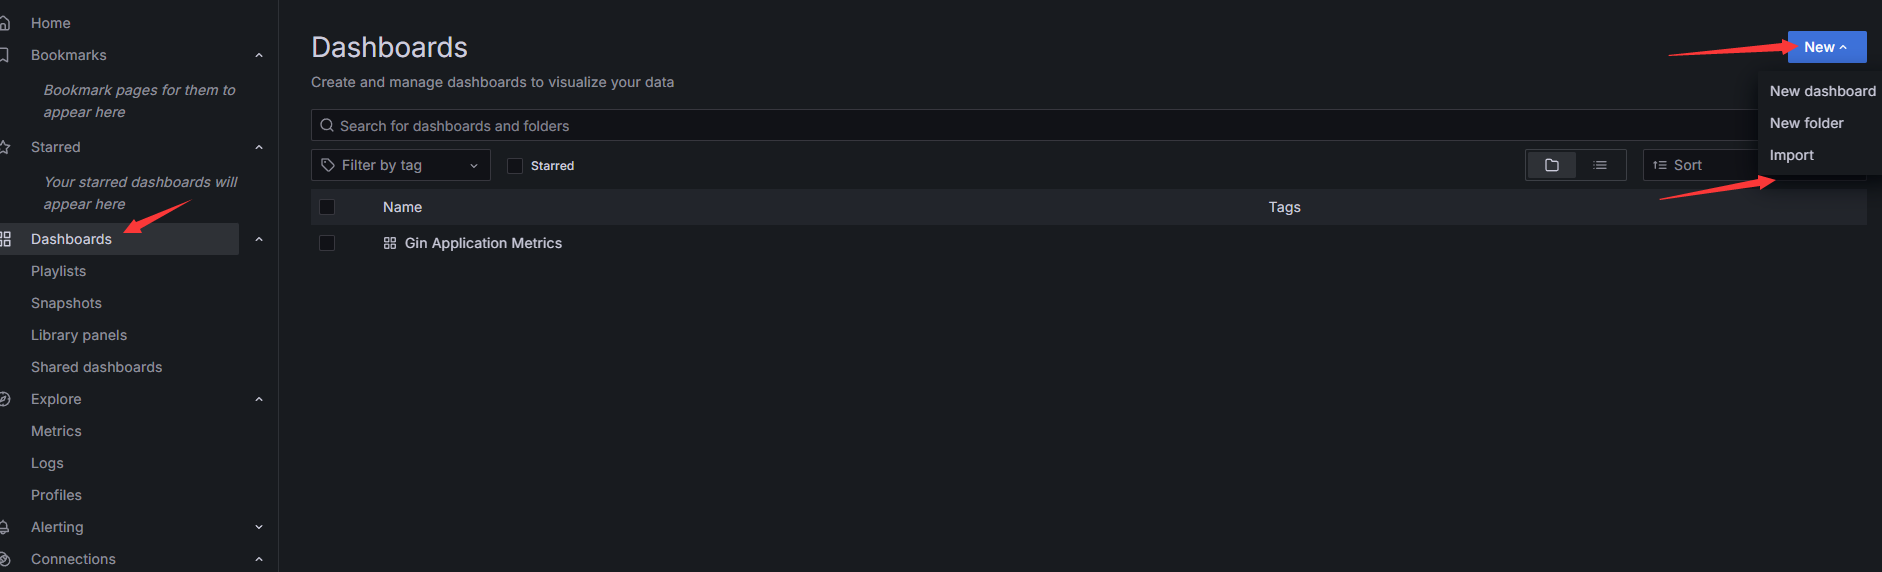 Home
Bookmarks
Bookmark pages for them to
appear here
Starred
Your starred dashboards will
appear here
Dashboards
Playlists
Snapshots
Library panels
Shared dashboards
Explore
Metrics
Logs
Profiles
Alerting
Connections
Dashboards
Create and manage dashboards to visualize your data
New
New dashboard
New folder
Import
Search for dashboards and folders
Filter by tag
Starred
Sort
Name
Tags
Gin Application Metrics